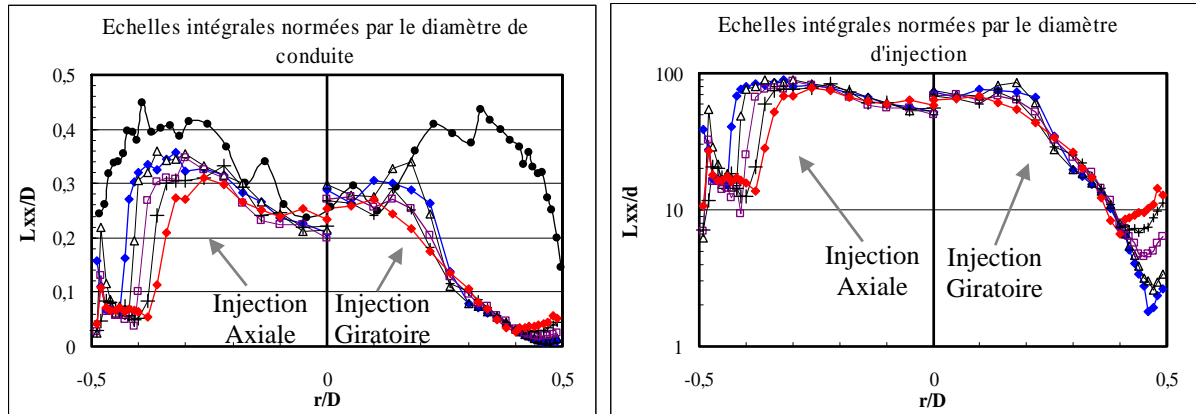 Echelles intégrales normées par le diamètre de
conduite
0,5
0,4
0,3
0,2
0,1
0
Lxx/D
Injection
Axiale
Injection
Giratoire
-0,5
0
0,5
r/D
Echelles intégrales normées par le diamètre
d'injection
100
10
1
Lxx/d
Injection
Axiale
Injection
Giratoire
-0,5
0
0,5
r/D